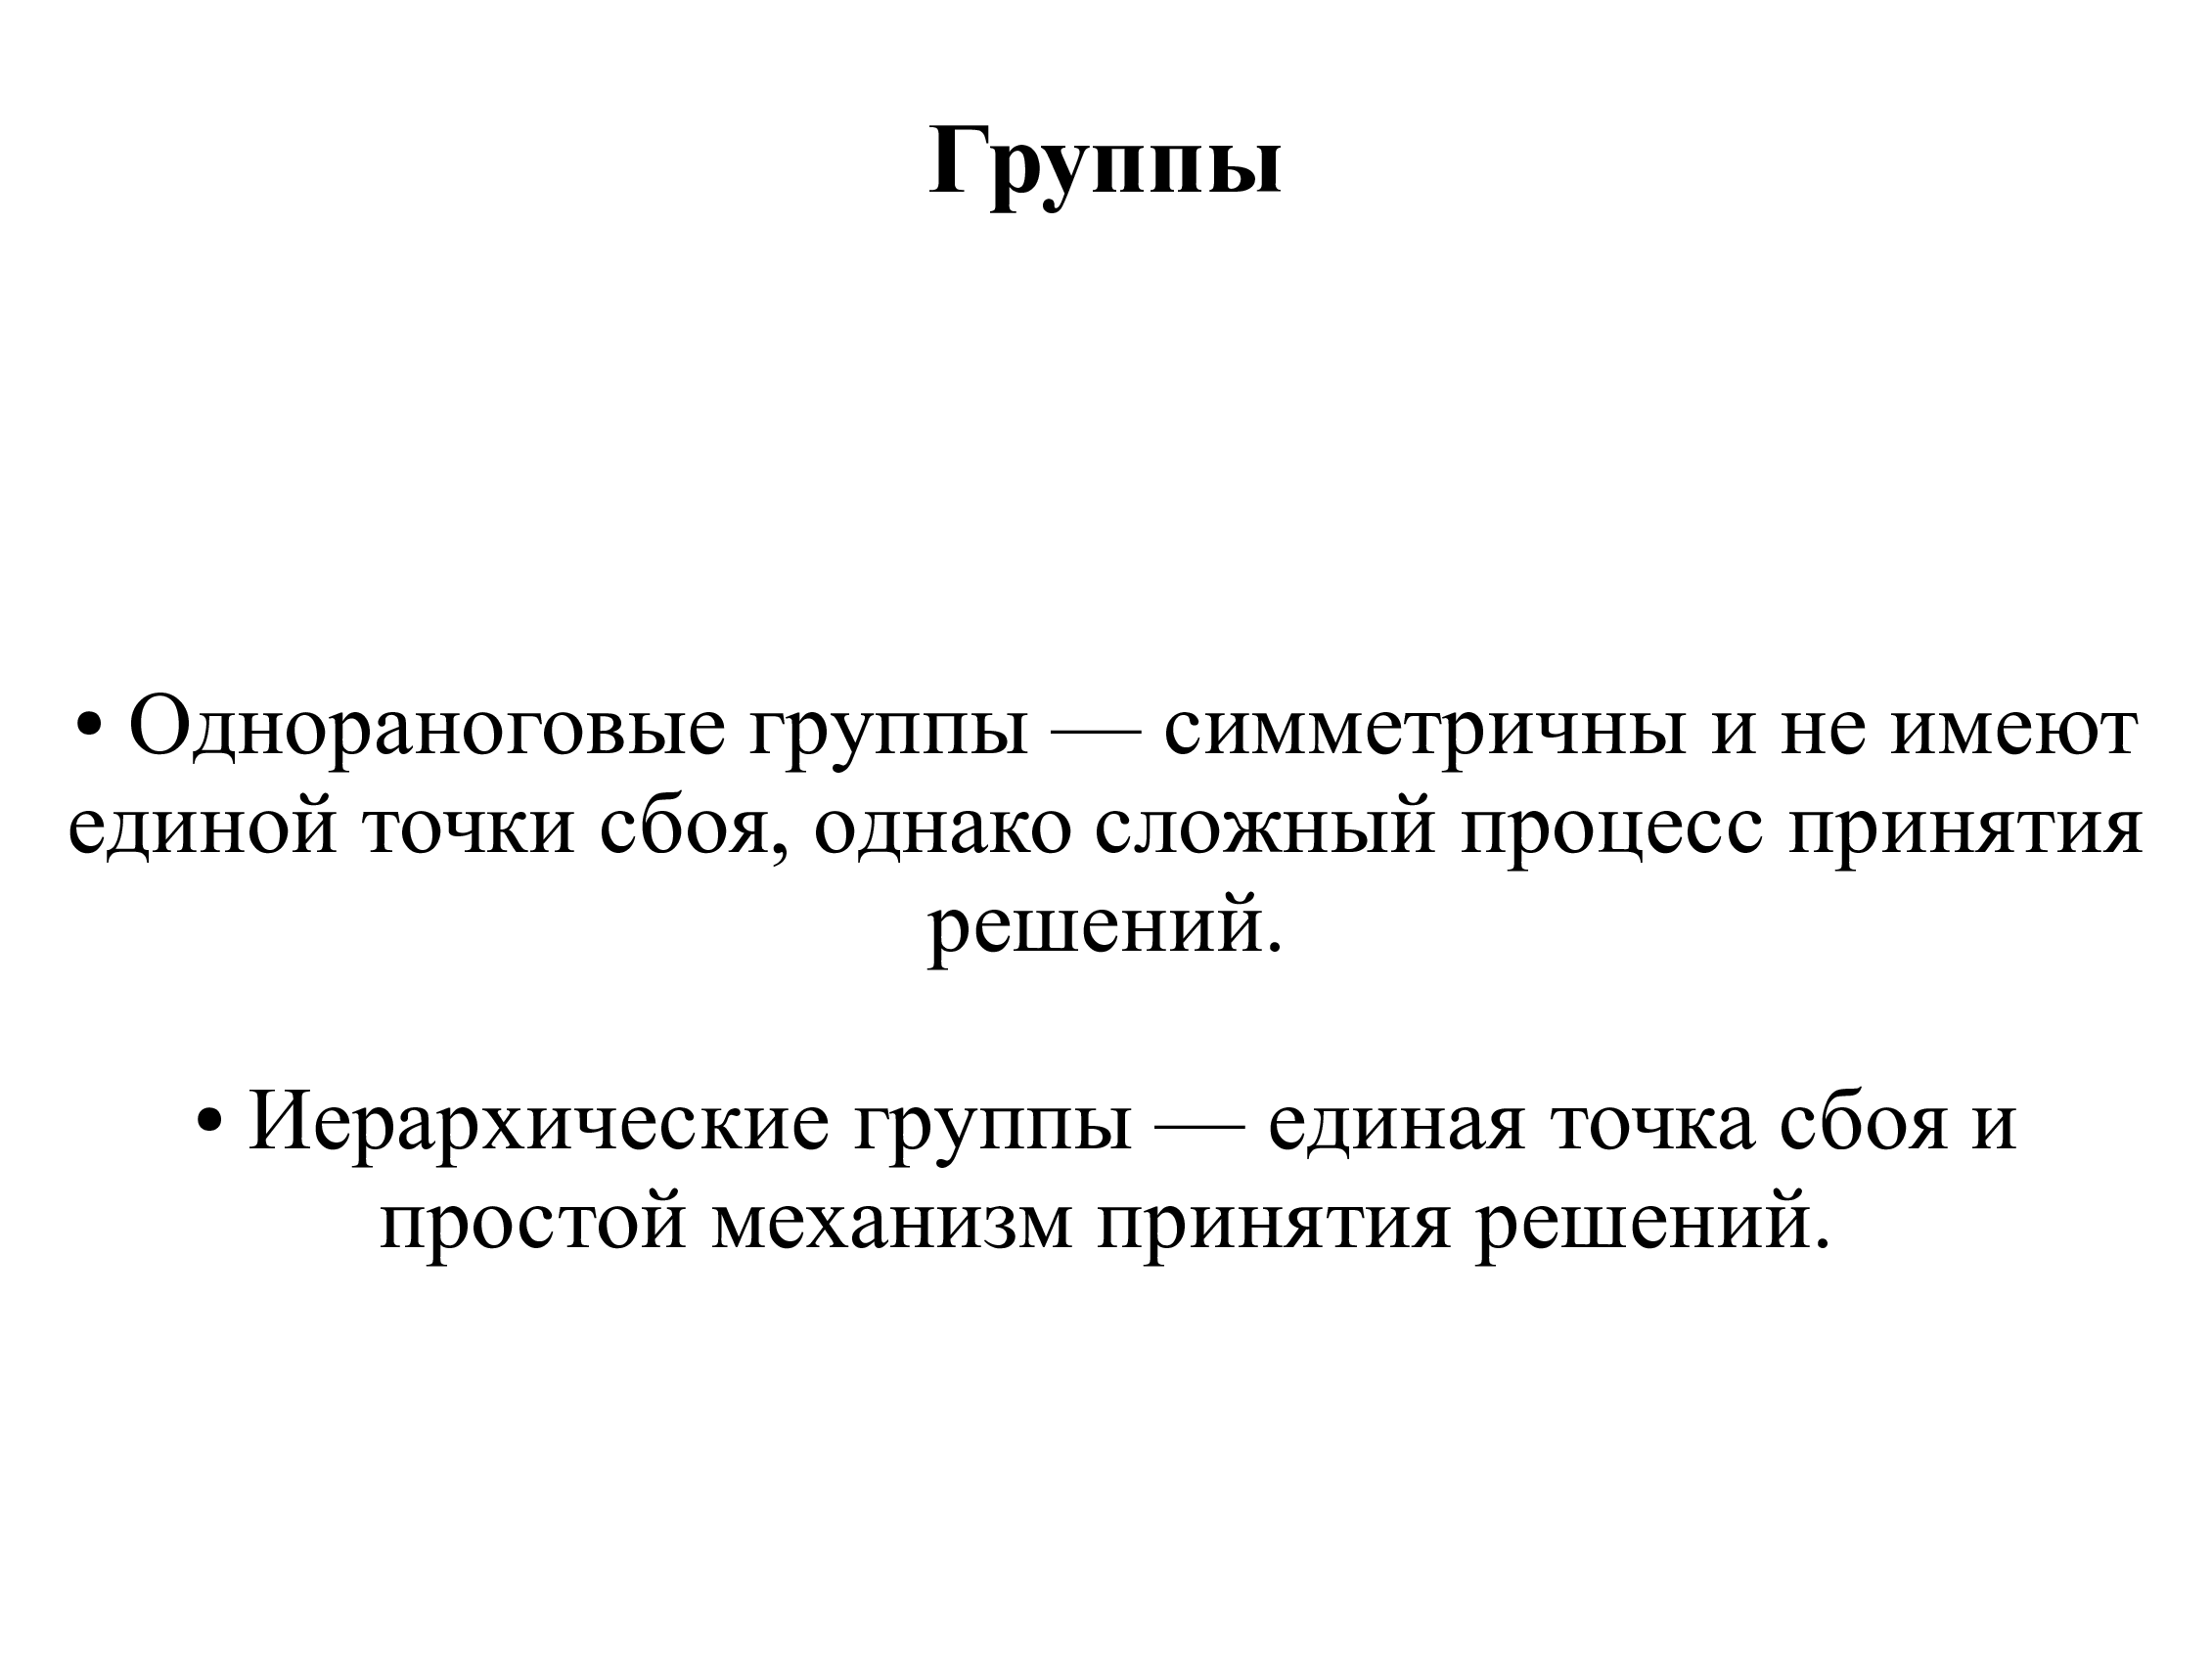 Группы
• Однораноговые группы — симметричны и не имеют
единой точки сбоя, однако сложный процесс принятия
решений.
• Иерархические группы — единая точка сбоя и
простой механизм принятия решений.